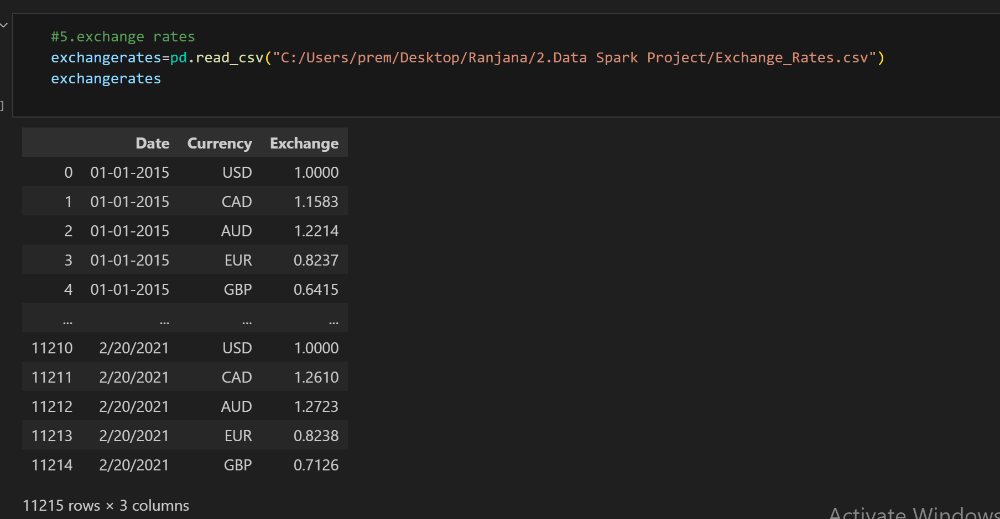 #5.exchange rates
exchangerates=pd.read_csv("C:/Users/prem/Desktop/Ranjana/2.Data Spark Project/Exchange_Rates.csv")
exchangerates
]
Date Currency Exchange
0 01-01-2015 USD 1.0000
1 01-01-2015 CAD 1.1583
2 01-01-2015 AUD 1.2214
3 01-01-2015 EUR 0.8237
4 01-01-2015 GBP 0.6415
... ... ... ...
11210 2/20/2021 USD 1.0000
11211 2/20/2021 CAD 1.2610
11212 2/20/2021 AUD 1.2723
11213 2/20/2021 EUR 0.8238
11214 2/20/2021 GBP 0.7126
11215 rows × 3 columns
Activate Windows